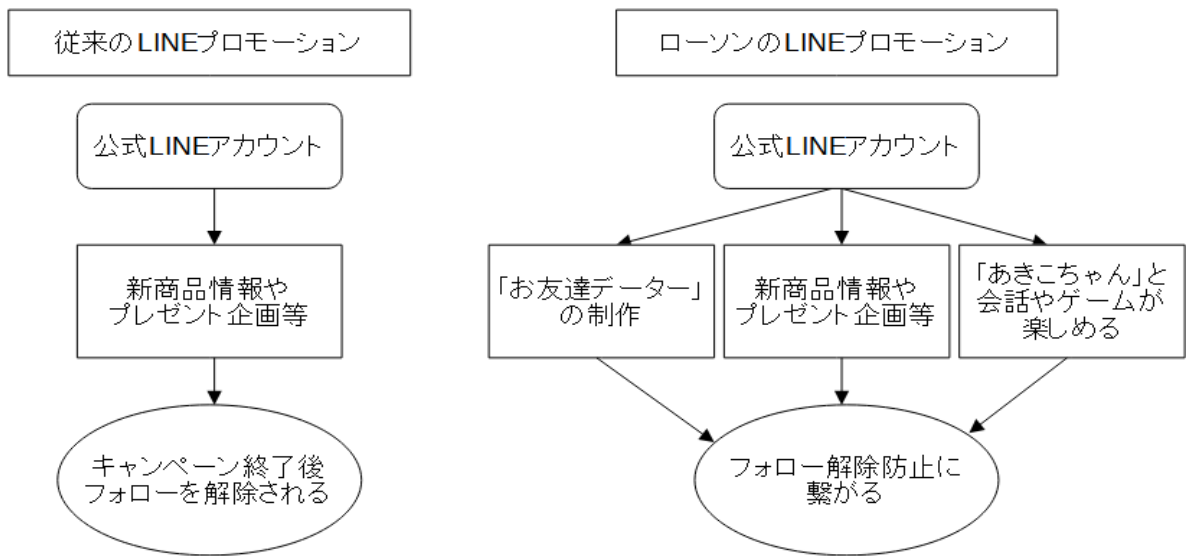 従来のLINEプロモーション
公式LINEアカウント
新商品情報や
プレゼント企画等
キャンペーン終了後
フォローを解除される
ローソンのLINEプロモーション
公式LINEアカウント
「お友達データー」
の制作
新商品情報や
プレゼント企画等
「あきこちゃん」と
会話やゲームが
楽しめる
フォロー解除防止に
繋がる